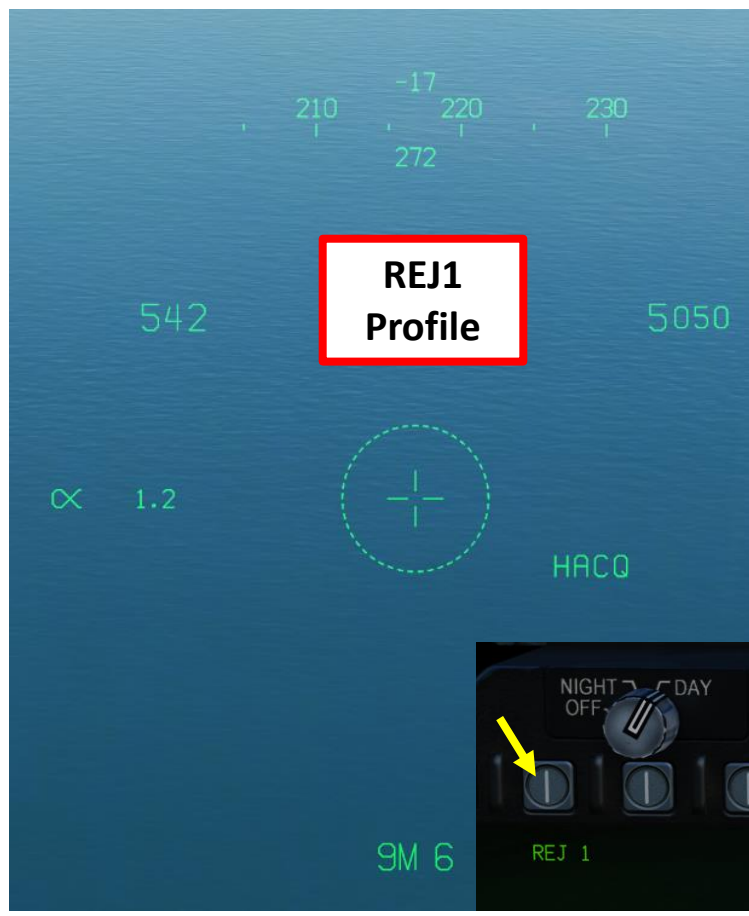 -17
210 220 230
272
REJ1
Profile
542
5050
α 1.2
HACQ
NIGHT DAY
OFF
9M 6
REJ 1